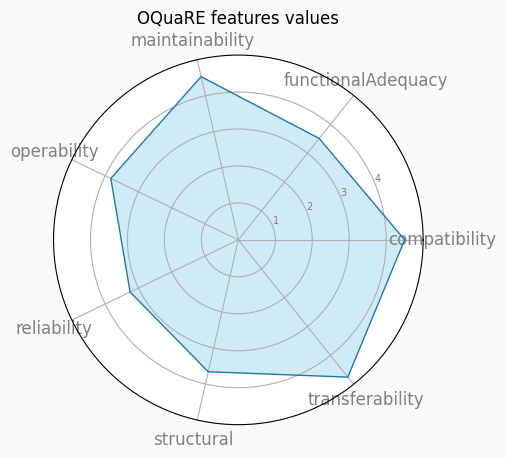 OQuaRE features values
maintainability
functionalAdequacy
operability
4
3
2
1
compatibility
reliability
transferability
structural